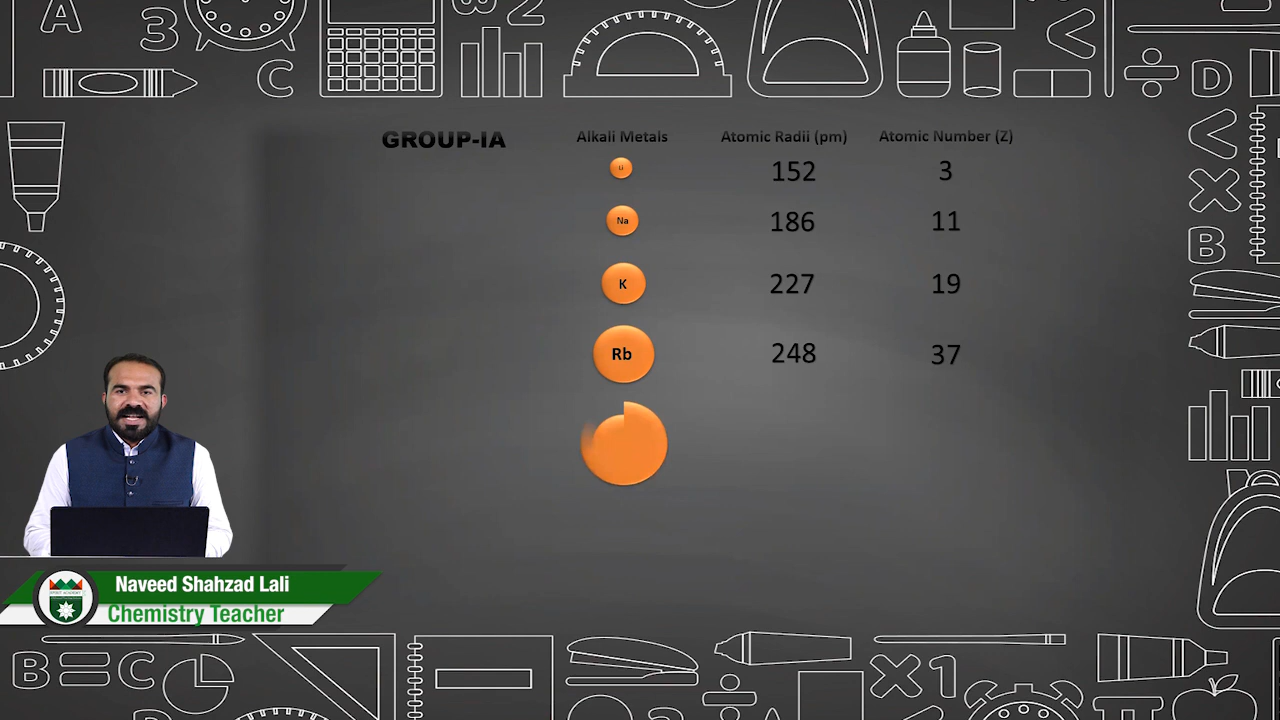 GROUP-IA Alkali Metals Atomic Radii (pm) Atomic Number (Z)
Li 152 3
Na 186 11
K 227 19
Rb 248 37
Naveed Shahzad Lali
Chemistry Teacher